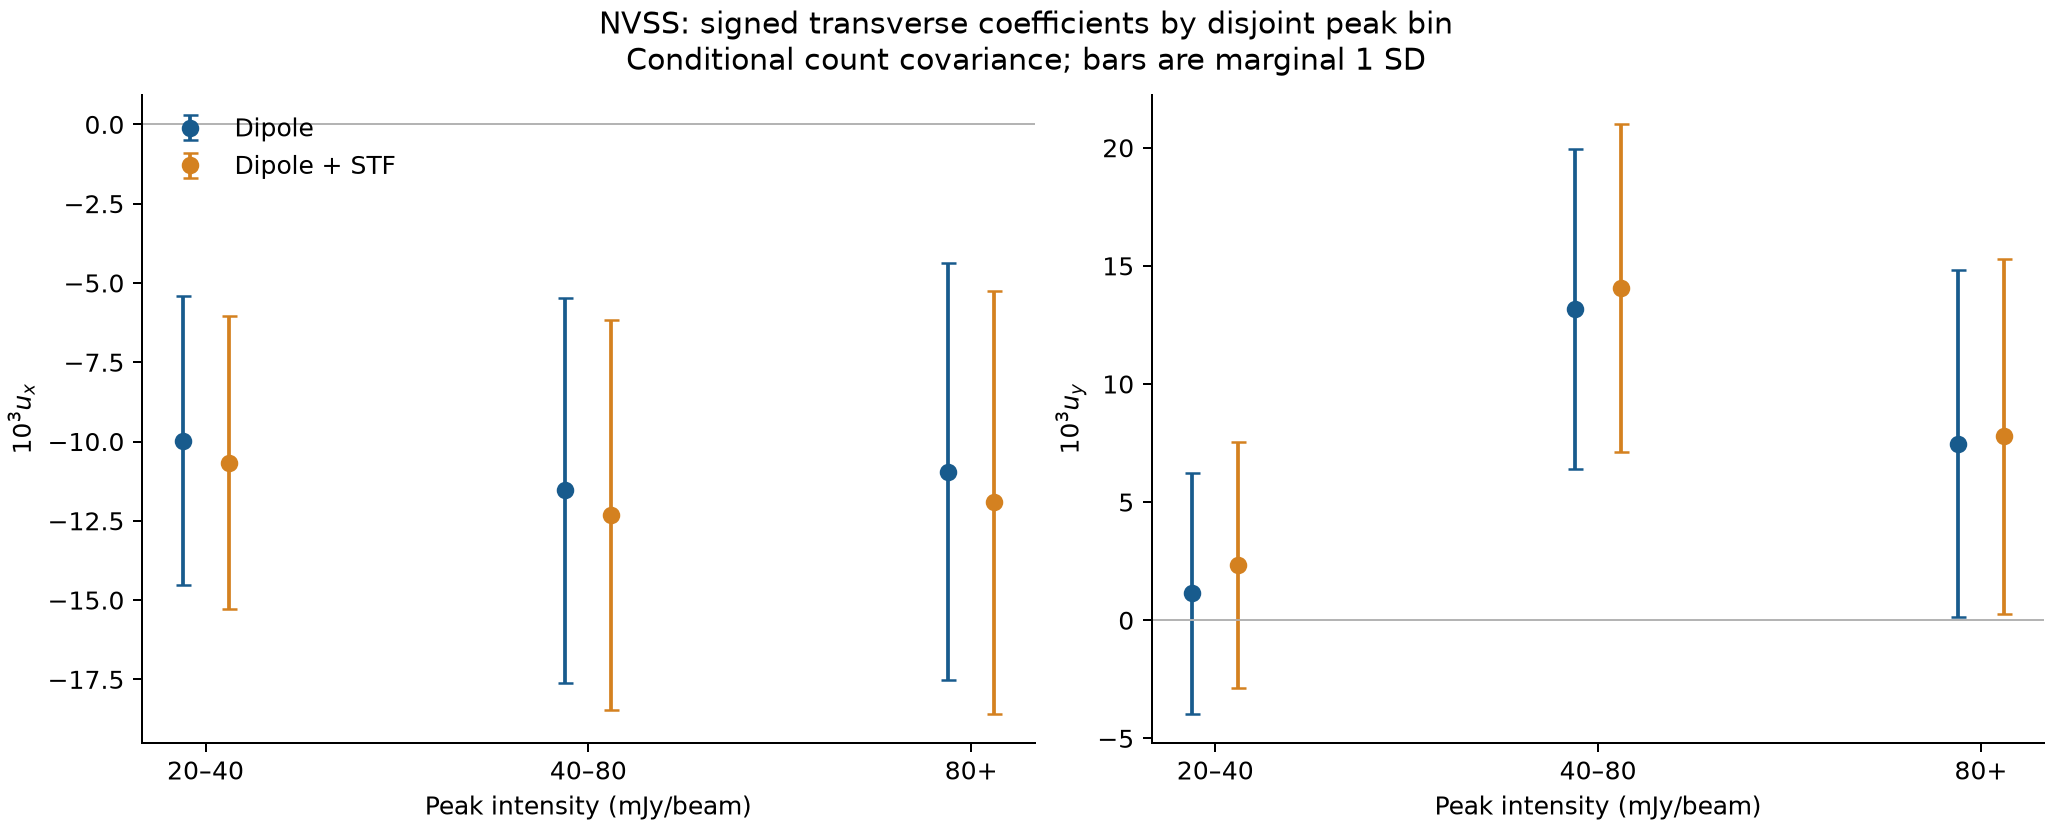 NVSS: signed transverse coefficients by disjoint peak bin
Conditional count covariance; bars are marginal 1 SD
Dipole
Dipole + STF
0.0
−2.5
−5.0
−7.5
−10.0
−12.5
−15.0
−17.5
10³uₓ
20–40
40–80
80+
Peak intensity (mJy/beam)
20
15
10
5
0
−5
10³u_y
20–40
40–80
80+
Peak intensity (mJy/beam)